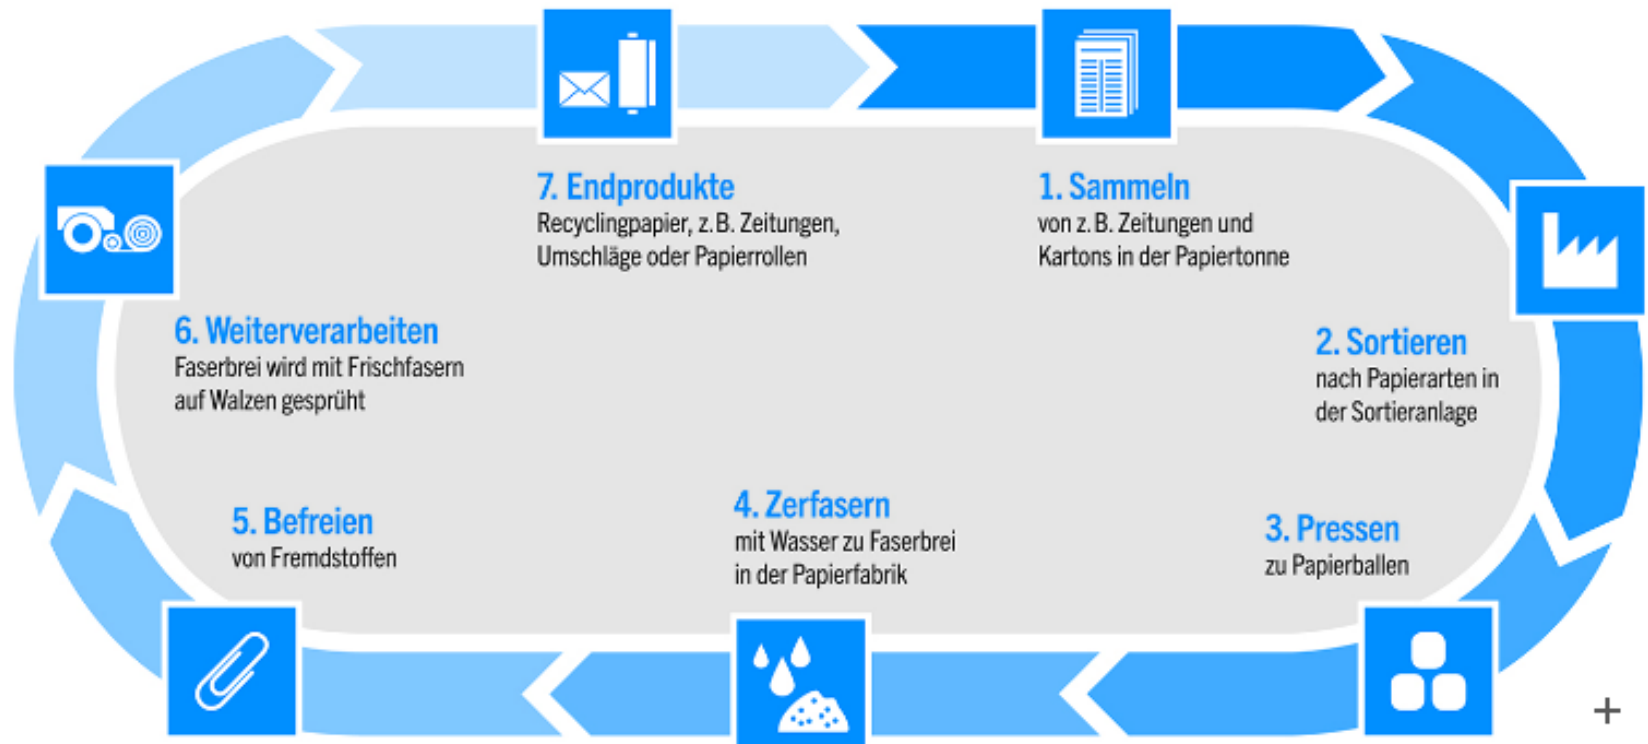 1. Sammeln
von z. B. Zeitungen und
Kartons in der Papiertonne
2. Sortieren
nach Papierarten in
der Sortieranlage
3. Pressen
zu Papierballen
4. Zerfasern
mit Wasser zu Faserbrei
in der Papierfabrik
5. Befreien
von Fremdstoffen
6. Weiterverarbeiten
Faserbrei wird mit Frischfasern
auf Walzen gesprüht
7. Endprodukte
Recyclingpapier, z. B. Zeitungen,
Umschläge oder Papierrollen